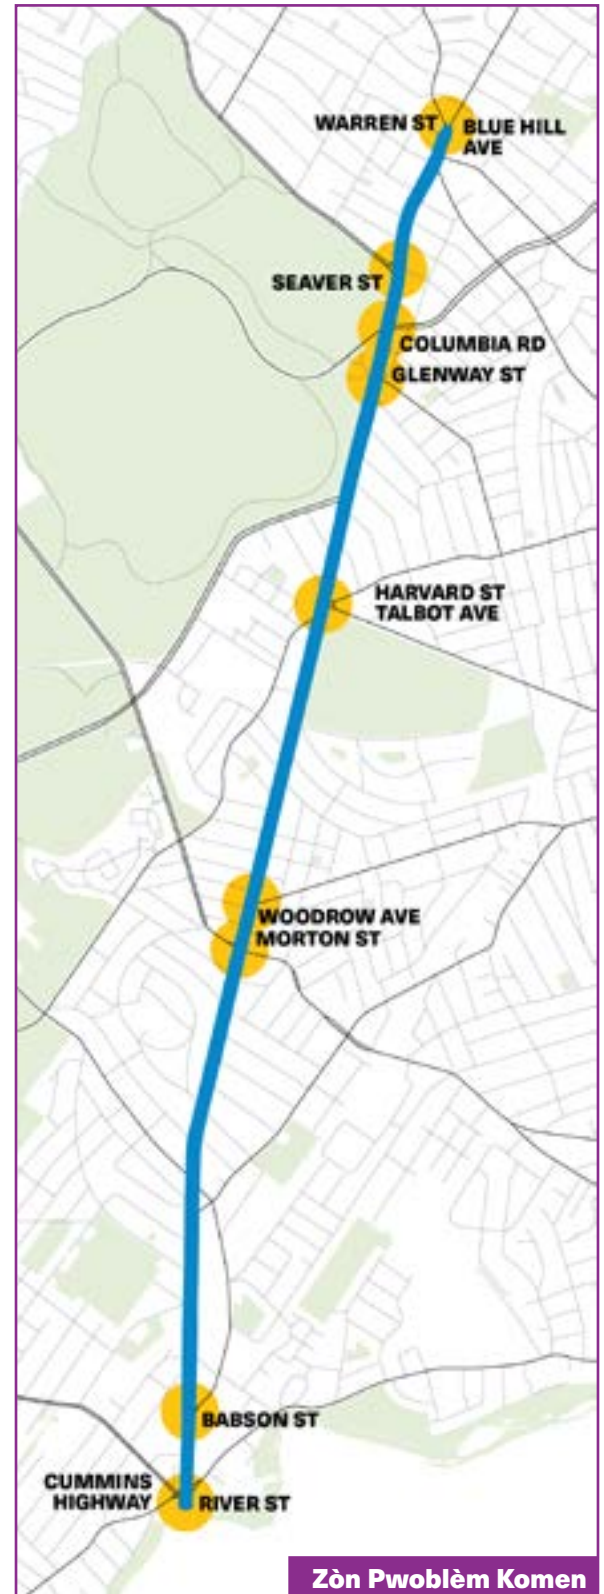 WARREN ST
BLUE HILL
AVE
SEAVER ST
COLUMBIA RD
GLENWAY ST
HARVARD ST
TALBOT AVE
WOODROW AVE
MORTON ST
BABSON ST
CUMMINS
HIGHWAY
RIVER ST
Zòn Pwoblèm Komen